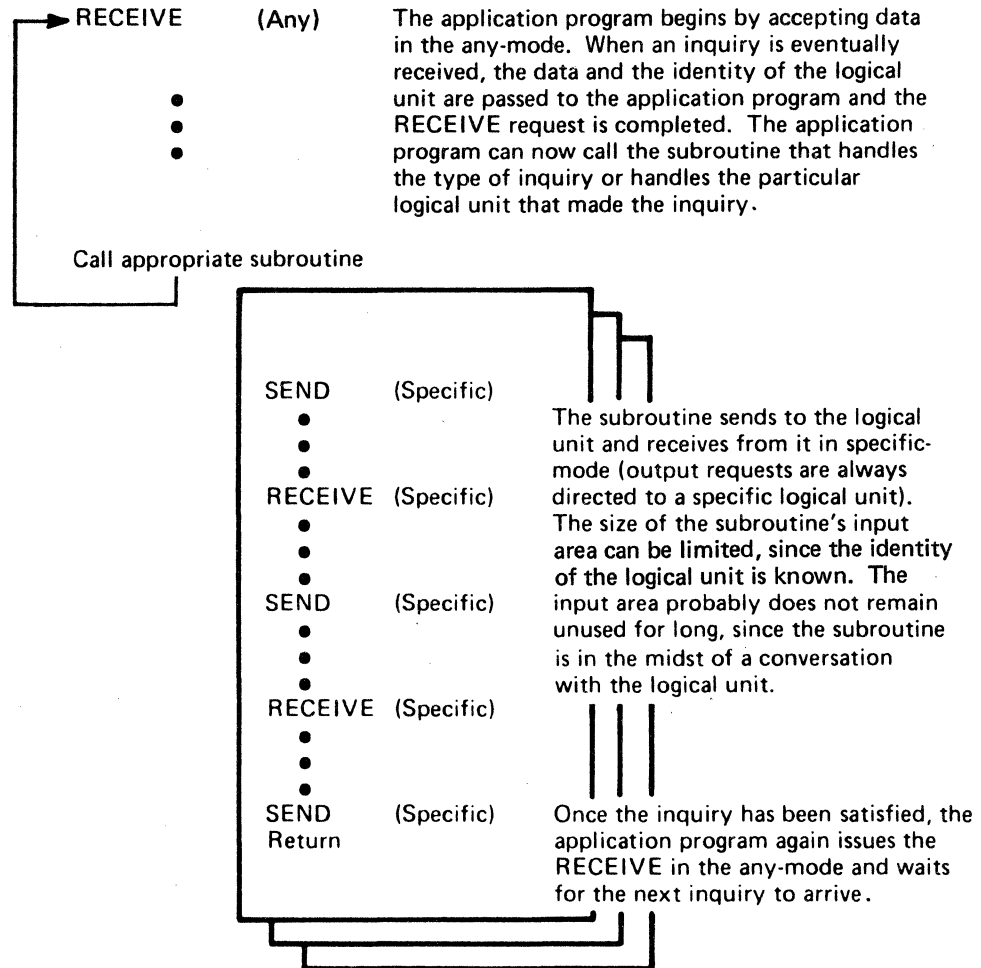 RECEIVE (Any)
The application program begins by accepting data
in the any-mode. When an inquiry is eventually
received, the data and the identity of the logical
unit are passed to the application program and the
RECEIVE request is completed. The application
program can now call the subroutine that handles
the type of inquiry or handles the particular
logical unit that made the inquiry.
Call appropriate subroutine
SEND (Specific)
RECEIVE (Specific)
SEND (Specific)
RECEIVE (Specific)
SEND (Specific)
Return
The subroutine sends to the logical
unit and receives from it in specific-
mode (output requests are always
directed to a specific logical unit).
The size of the subroutine's input
area can be limited, since the identity
of the logical unit is known. The
input area probably does not remain
unused for long, since the subroutine
is in the midst of a conversation
with the logical unit.
Once the inquiry has been satisfied, the
application program again issues the
RECEIVE in the any-mode and waits
for the next inquiry to arrive.